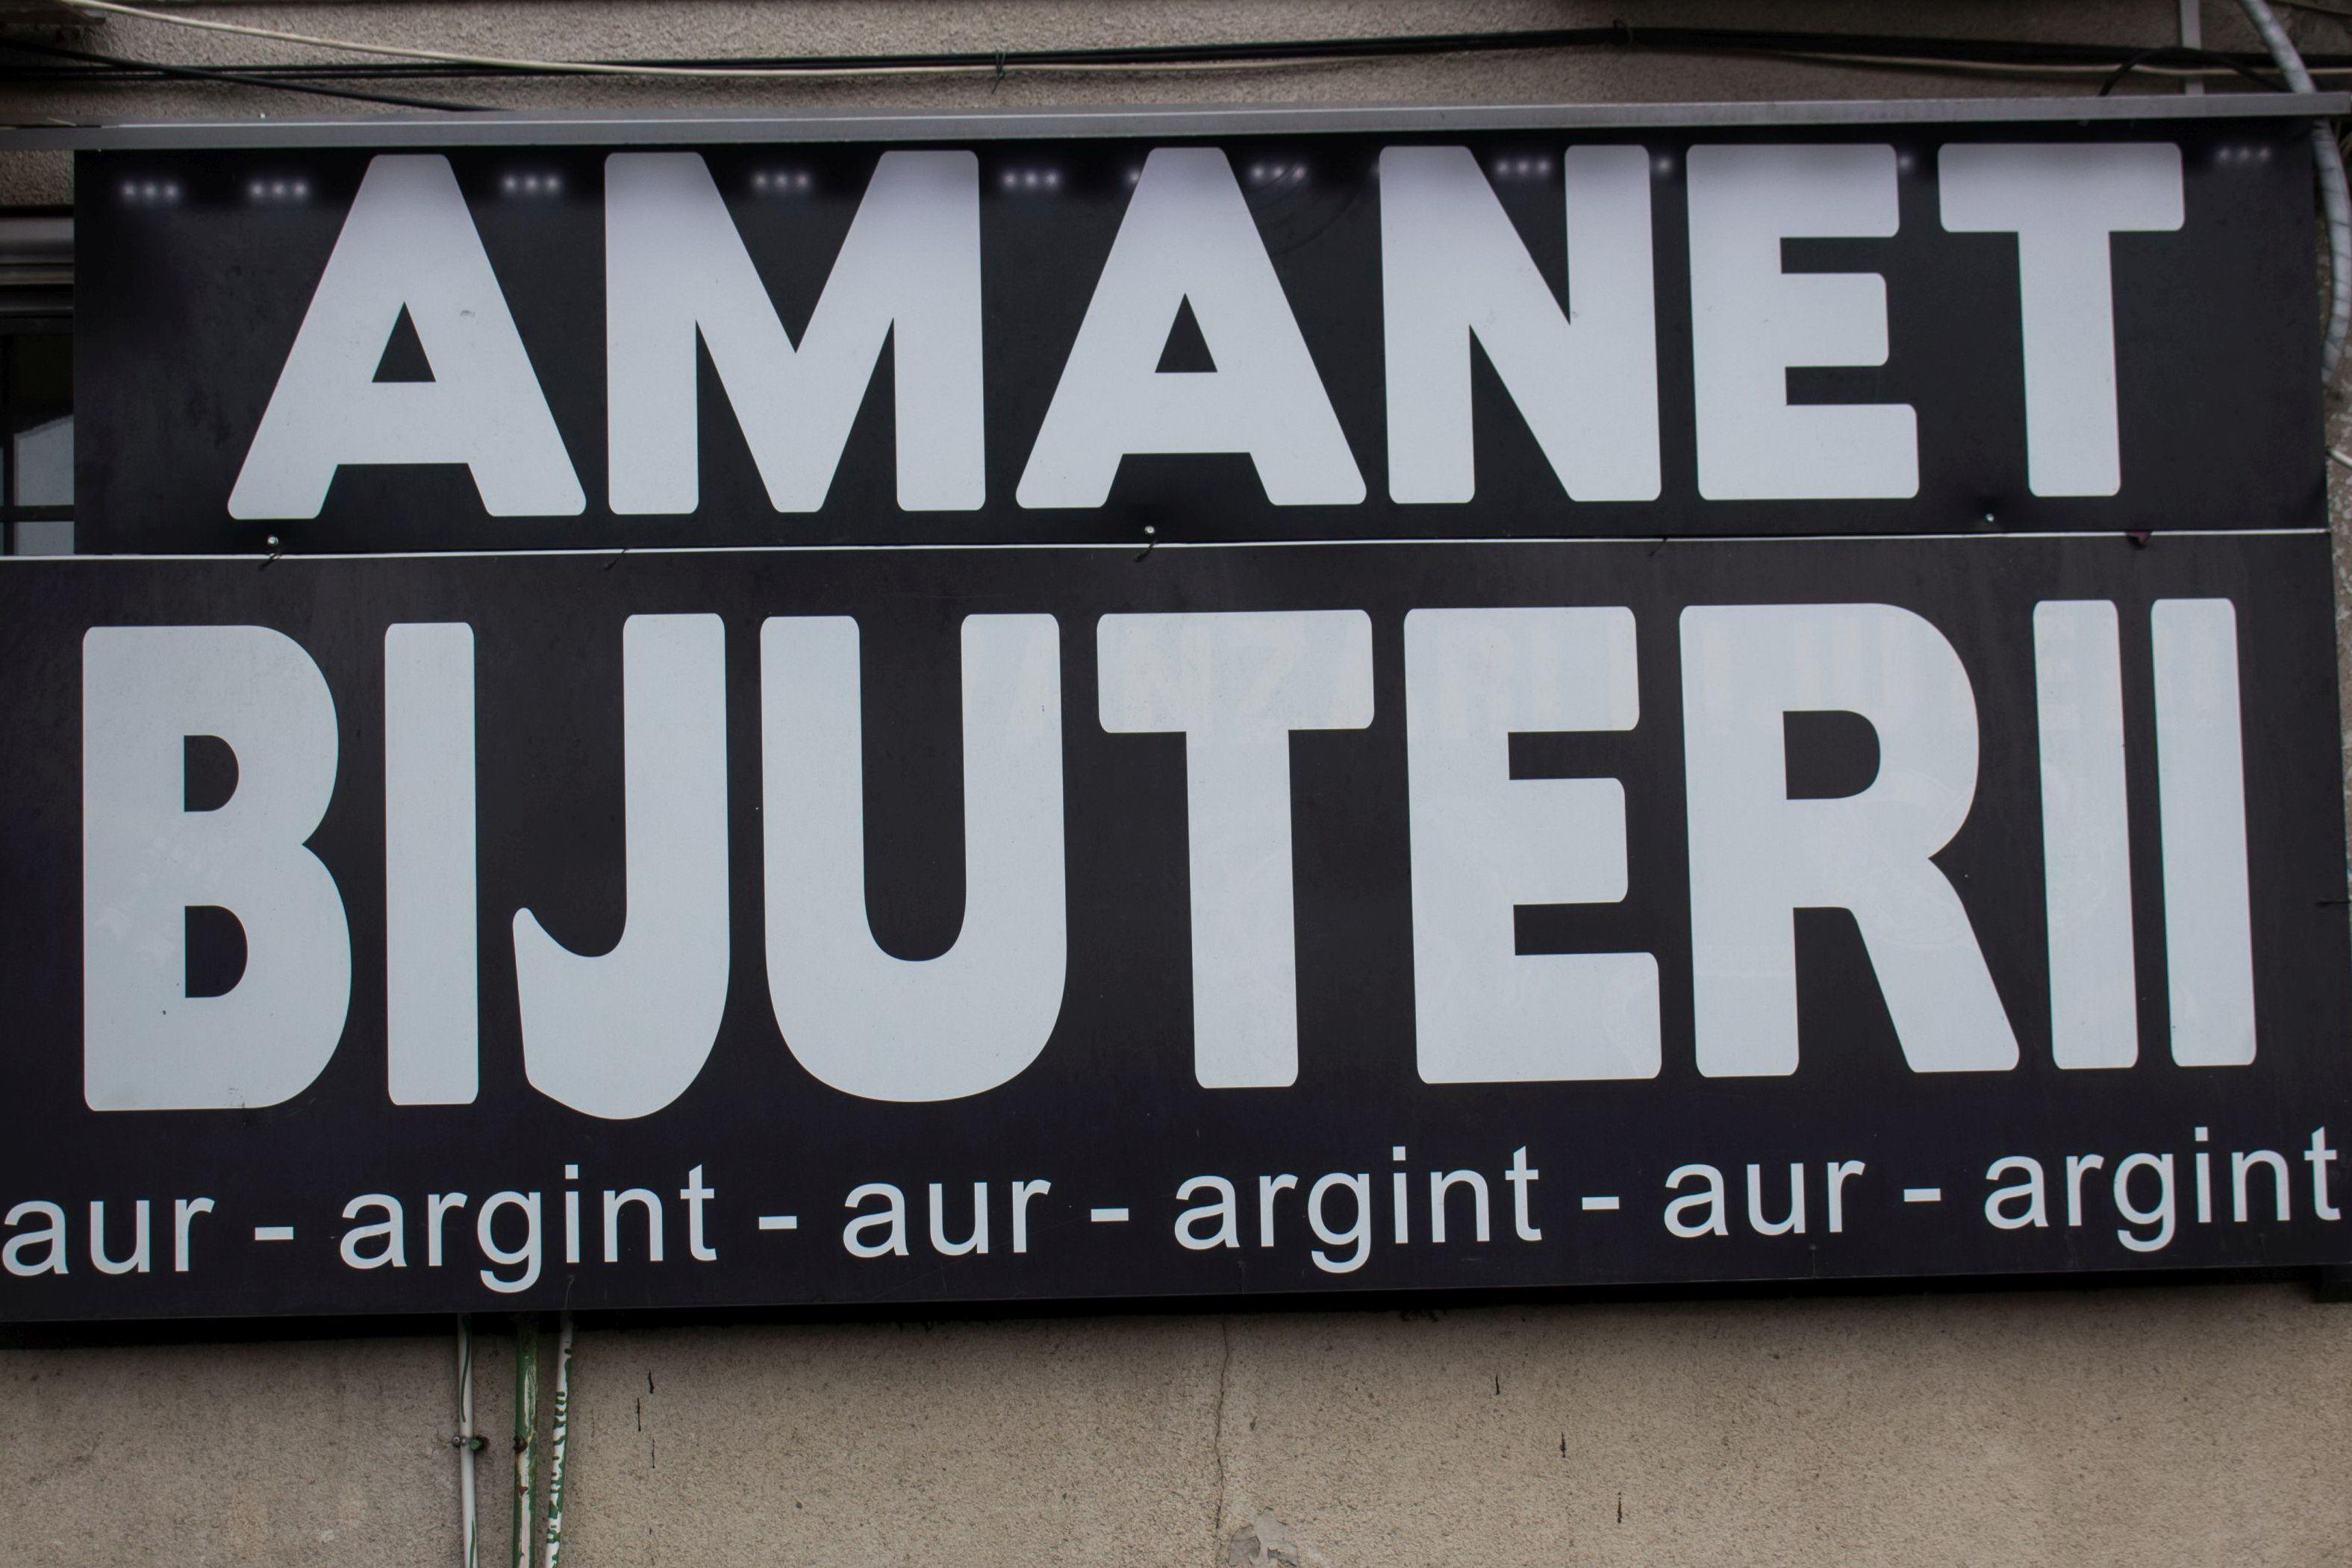 AMANET
BIJUTERII
aur - argint - aur - argint - aur - argint